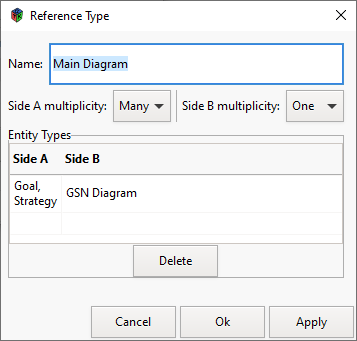 Reference Type
Name: Main Diagram
Side A multiplicity: Many Side B multiplicity: One
Entity Types
Side A Side B
Goal,
Strategy GSN Diagram
Delete
Cancel Ok Apply